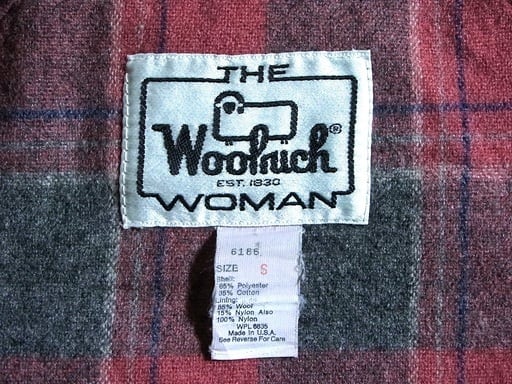 THE
Woolrich®
EST. 1830
WOMAN
6186
SIZE S
Shell:
65% Polyester
35% Cotton
Lining:
85% Wool
15% Nylon Also
100% Nylon
WPL 6635
Made In U.S.A.
See Reverse For Care